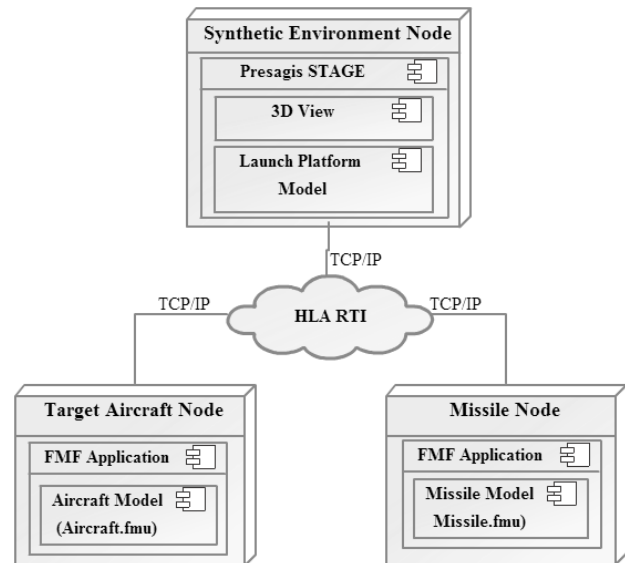 Synthetic Environment Node
Presagis STAGE
3D View
Launch Platform
Model
TCP/IP
TCP/IP
HLA RTI
TCP/IP
Target Aircraft Node
FMF Application
Aircraft Model
(Aircraft.fmu)
Missile Node
FMF Application
Missile Model
Missile.fmu)